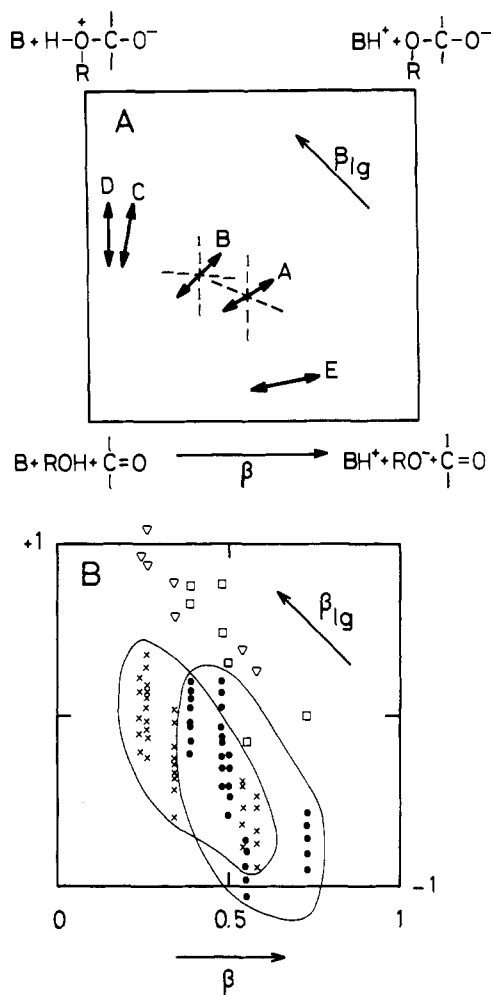 B + H-O⁺-C-O⁻
R
BH⁺ + O-C-O⁻
R
A
β_lg
D C
B
A
E
B+ROH+C=O
β
BH⁺+RO⁻+C=O
+1
B
β_lg
-1
0 0.5 1
β